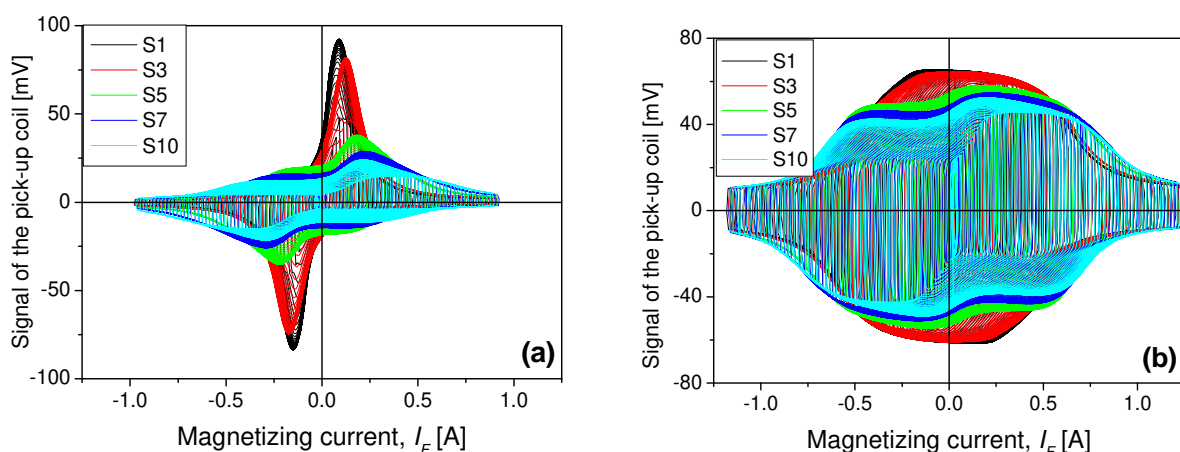 100
50
0
-50
-100
Signal of the pick-up coil [mV]
S1
S3
S5
S7
S10
(a)
-1.0 -0.5 0.0 0.5 1.0
Magnetizing current, I_F [A]
80
40
0
-40
-80
Signal of the pick-up coil [mV]
S1
S3
S5
S7
S10
(b)
-1.0 -0.5 0.0 0.5 1.0
Magnetizing current, I_F [A]